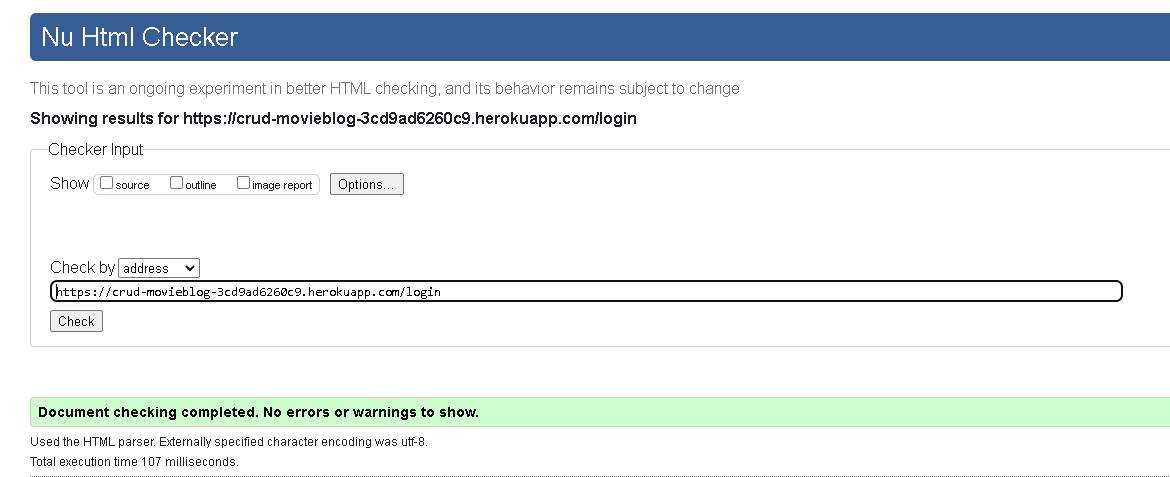 Nu Html Checker
This tool is an ongoing experiment in better HTML checking, and its behavior remains subject to change
Showing results for https://crud-movieblog-3cd9ad6260c9.herokuapp.com/login
Checker Input
Show source outline image report Options...
Check by address
https://crud-movieblog-3cd9ad6260c9.herokuapp.com/login
Check
Document checking completed. No errors or warnings to show.
Used the HTML parser. Externally specified character encoding was utf-8.
Total execution time 107 milliseconds.